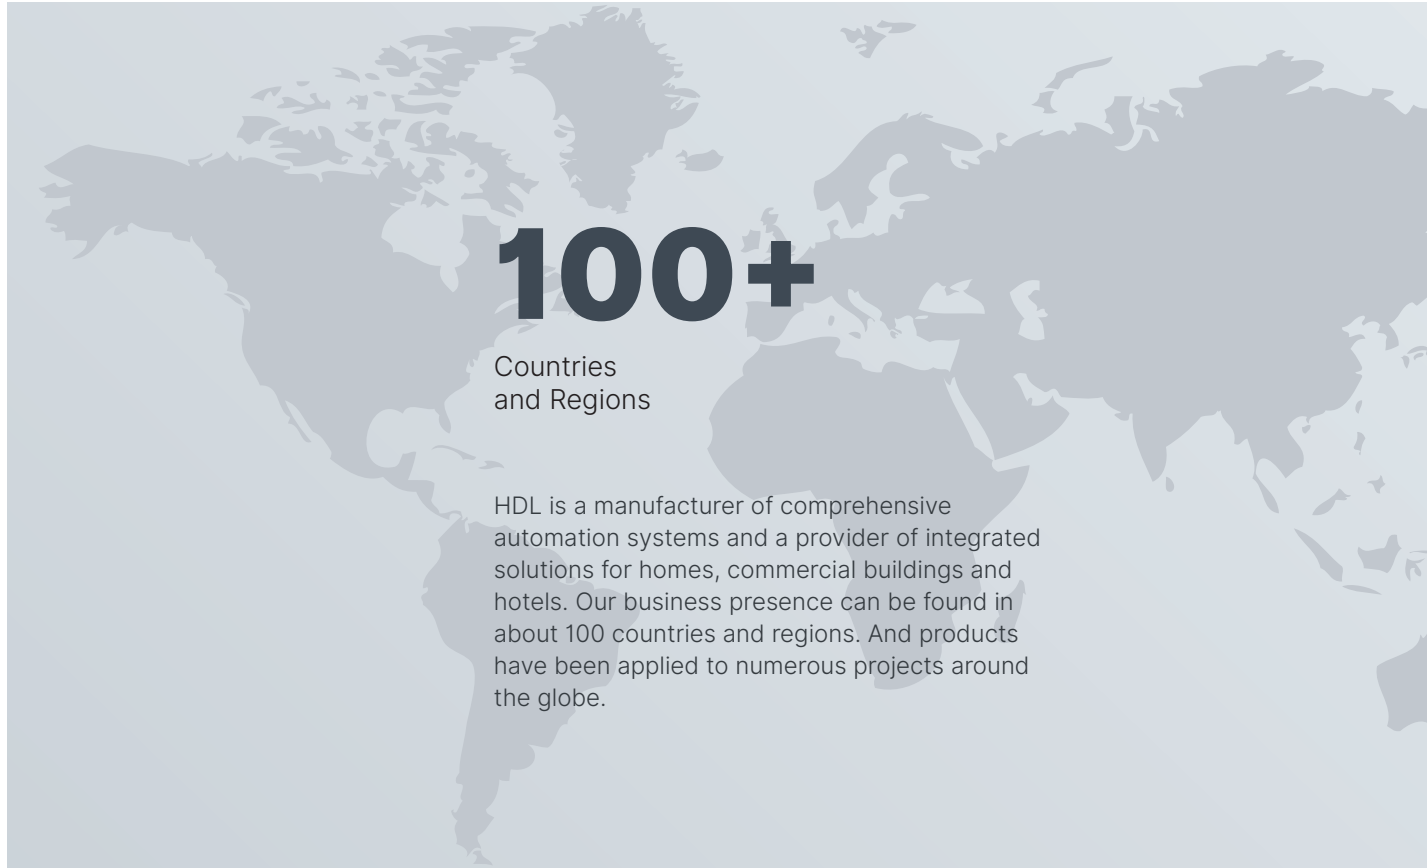 100+
Countries
and Regions
HDL is a manufacturer of comprehensive
automation systems and a provider of integrated
solutions for homes, commercial buildings and
hotels. Our business presence can be found in
about 100 countries and regions. And products
have been applied to numerous projects around
the globe.